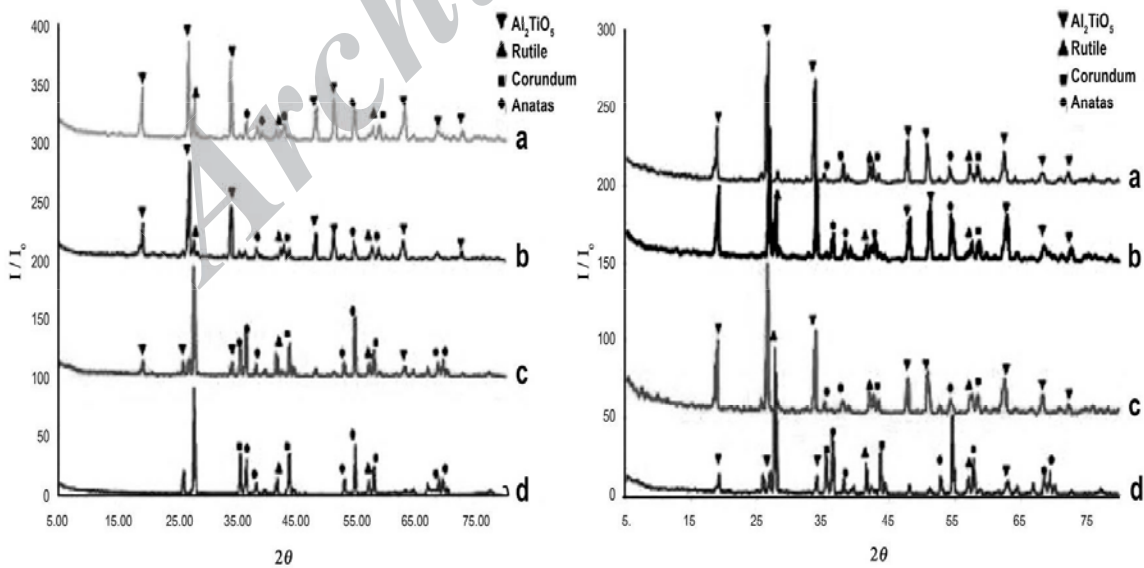 Arch
400
350
300
250
200
150
100
50
0
I / I₀
5.00 15.00 25.00 35.00 45.00 55.00 65.00 75.00
2θ
Al₂TiO₅
Rutile
Corundum
Anatas
a
b
c
d
300
250
200
150
100
50
0
I / I₀
5. 15 25 35 45 55 65 75
2θ
Al₂TiO₅
Rutile
Corundum
Anatas
a
b
c
d